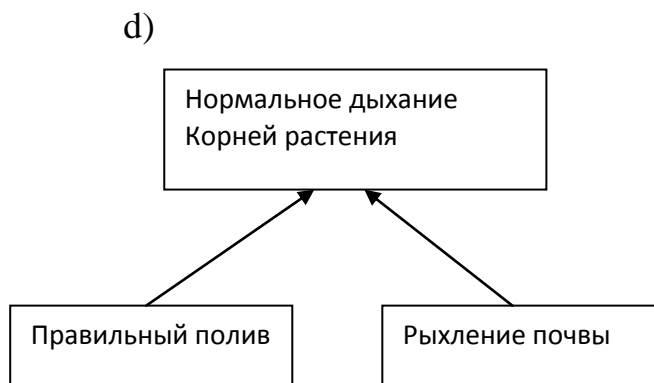 d)
Нормальное дыхание
Корней растения
Правильный полив
Рыхление почвы